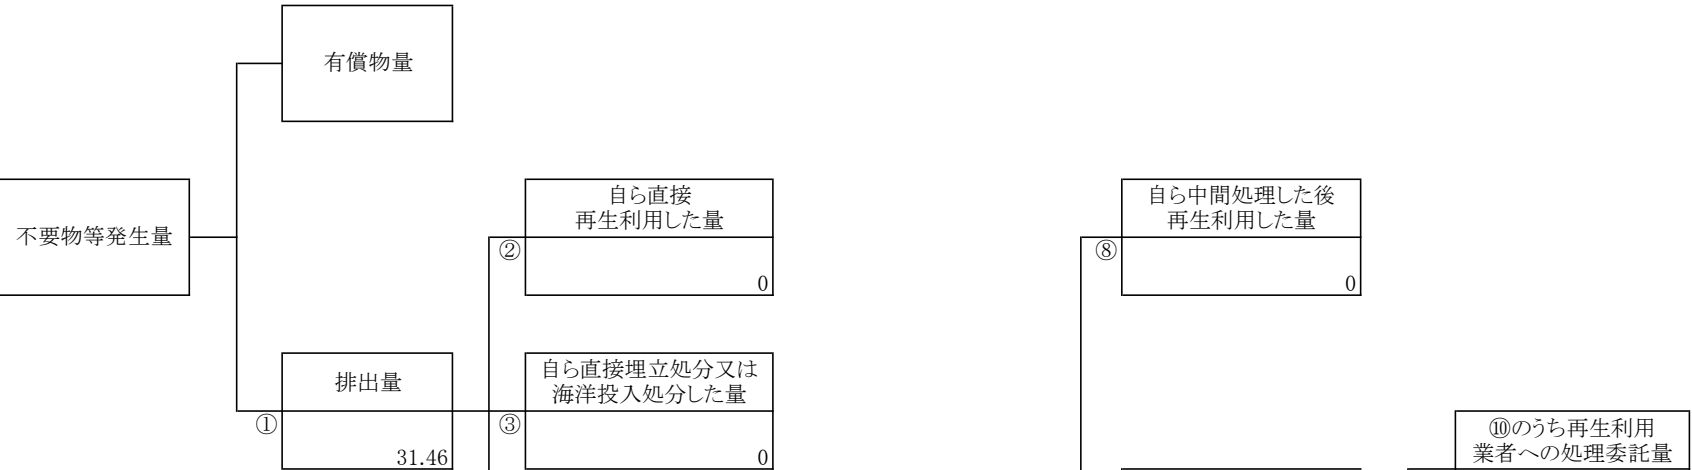 有償物量
不要物等発生量
自ら直接
再生利用した量
②
0
自ら中間処理した後
再生利用した量
⑧
0
排出量
①
31.46
自ら直接埋立処分又は
海洋投入処分した量
③
0
⑩のうち再生利用
業者への処理委託量